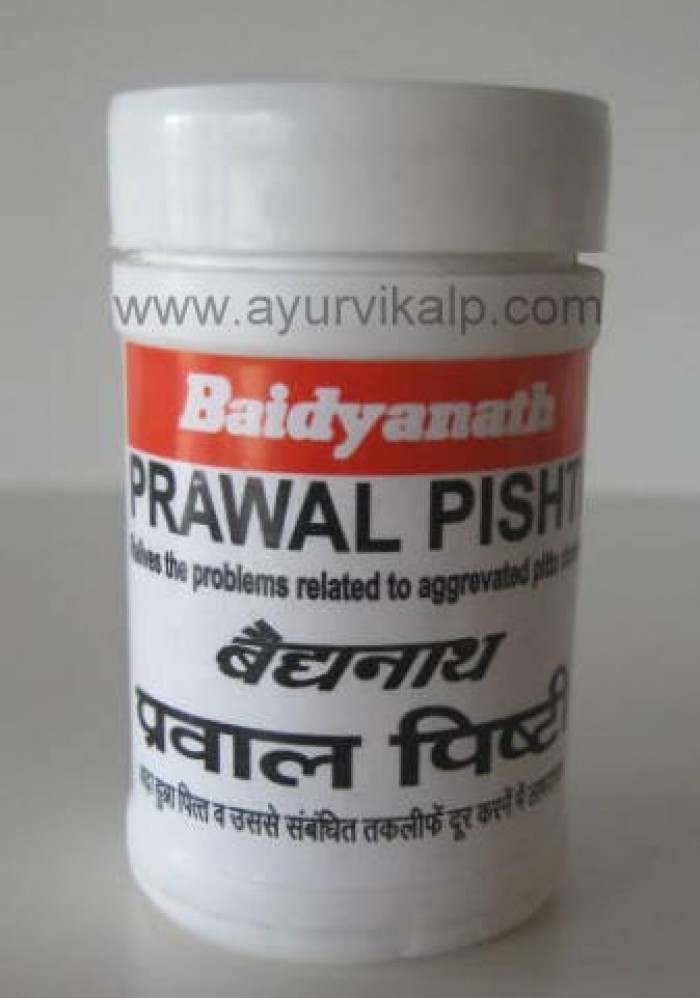 www.ayurvikalp.com
Baidyanath
PRAWAL PISHTI
the problems related to aggrevated pitta
बैद्यनाथ
प्रवाल पिष्टी
हुआ पित्त व उससे संबंधित तकलीफें दूर करनें में